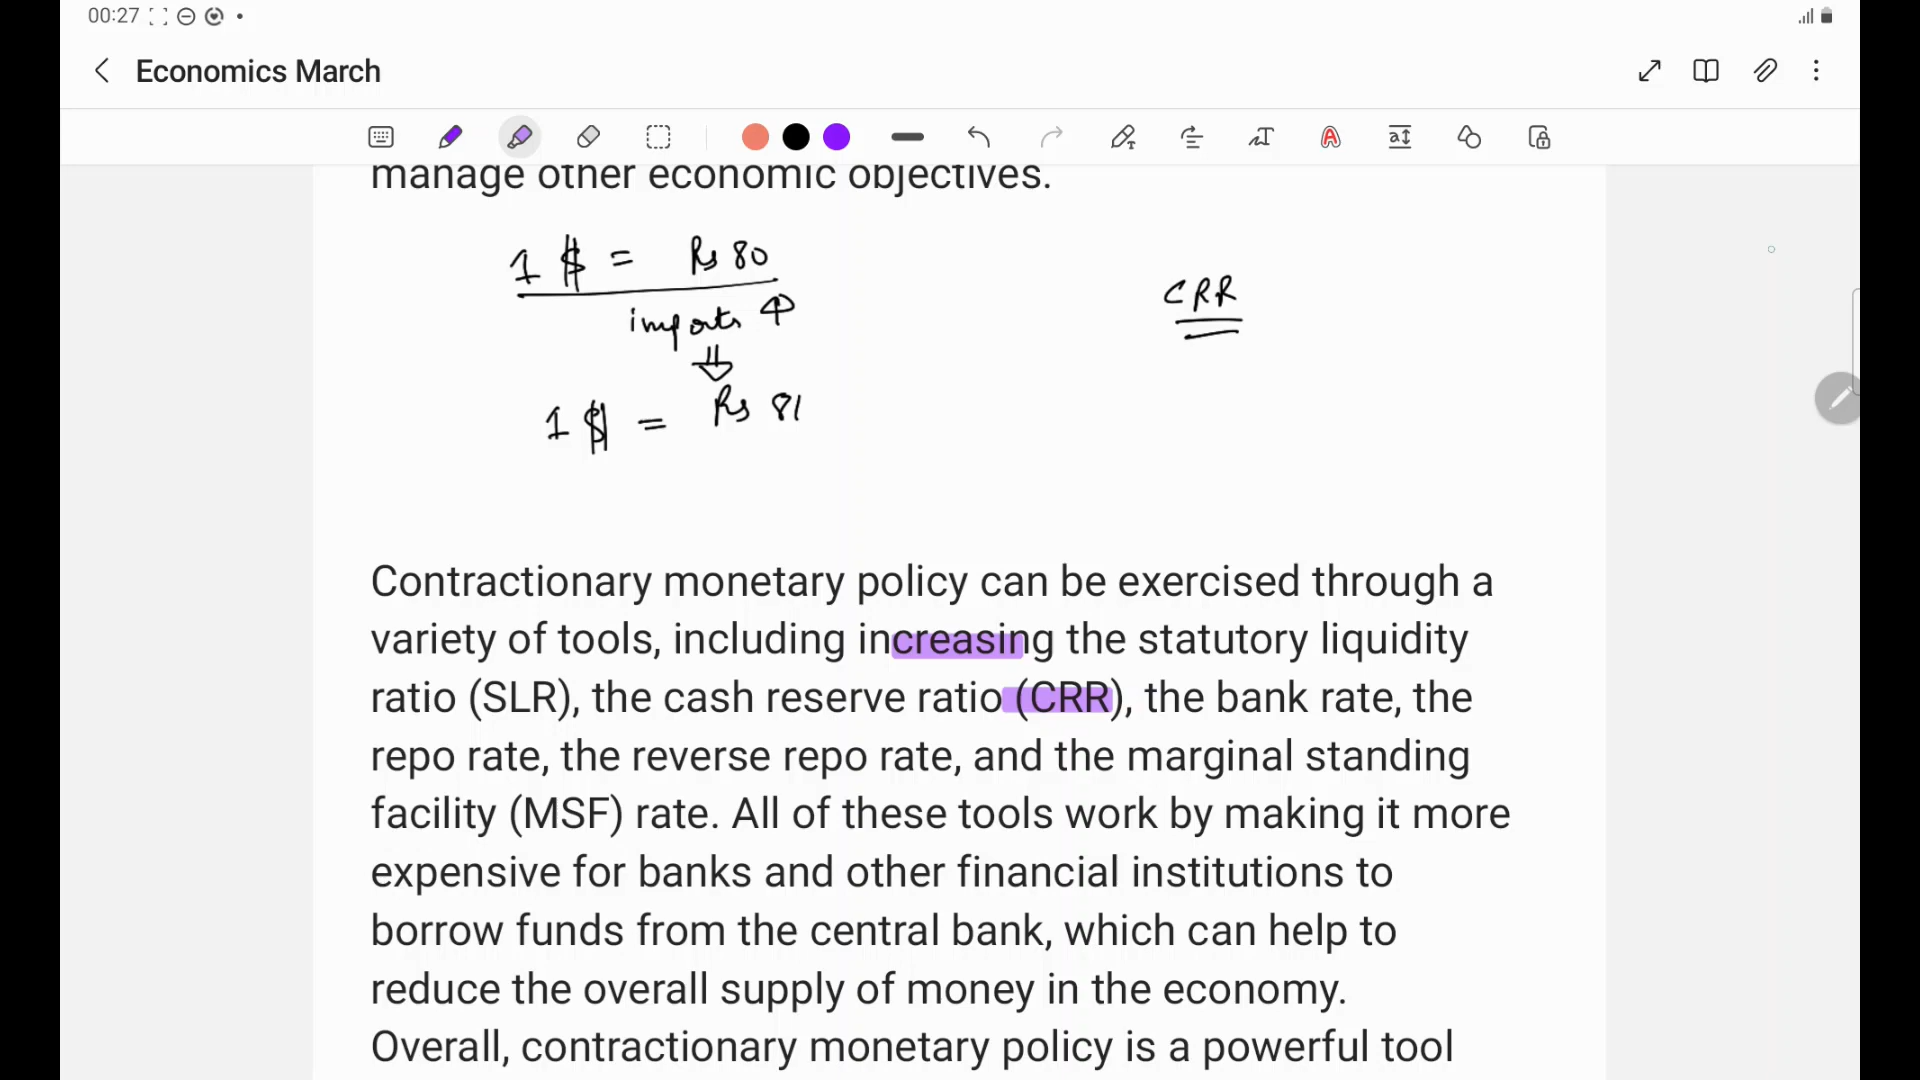 00:27
Economics March
manage other economic objectives.
1 $ = Rs 80
imports
CRR
1 $ = Rs 81
Contractionary monetary policy can be exercised through a
variety of tools, including increasing the statutory liquidity
ratio (SLR), the cash reserve ratio (CRR), the bank rate, the
repo rate, the reverse repo rate, and the marginal standing
facility (MSF) rate. All of these tools work by making it more
expensive for banks and other financial institutions to
borrow funds from the central bank, which can help to
reduce the overall supply of money in the economy.
Overall, contractionary monetary policy is a powerful tool